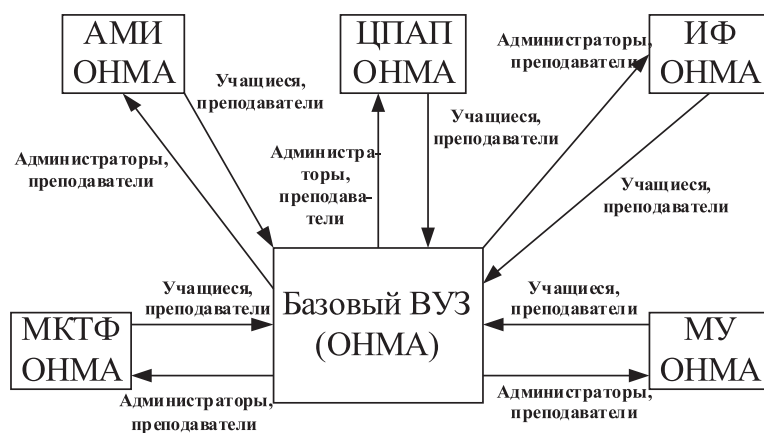 АМИ
ОНМА
ЦПАП
ОНМА
ИФ
ОНМА
Учащиеся,
преподаватели
Администраторы,
преподаватели
Учащиеся,
преподаватели
Администраторы,
преподаватели
Администра-
торы,
преподава-
тели
Учащиеся,
преподаватели
Базовый ВУЗ
(ОНМА)
МКТФ
ОНМА
Учащиеся,
преподаватели
Администраторы,
преподаватели
Учащиеся,
преподаватели
МУ
ОНМА
Администраторы,
преподаватели